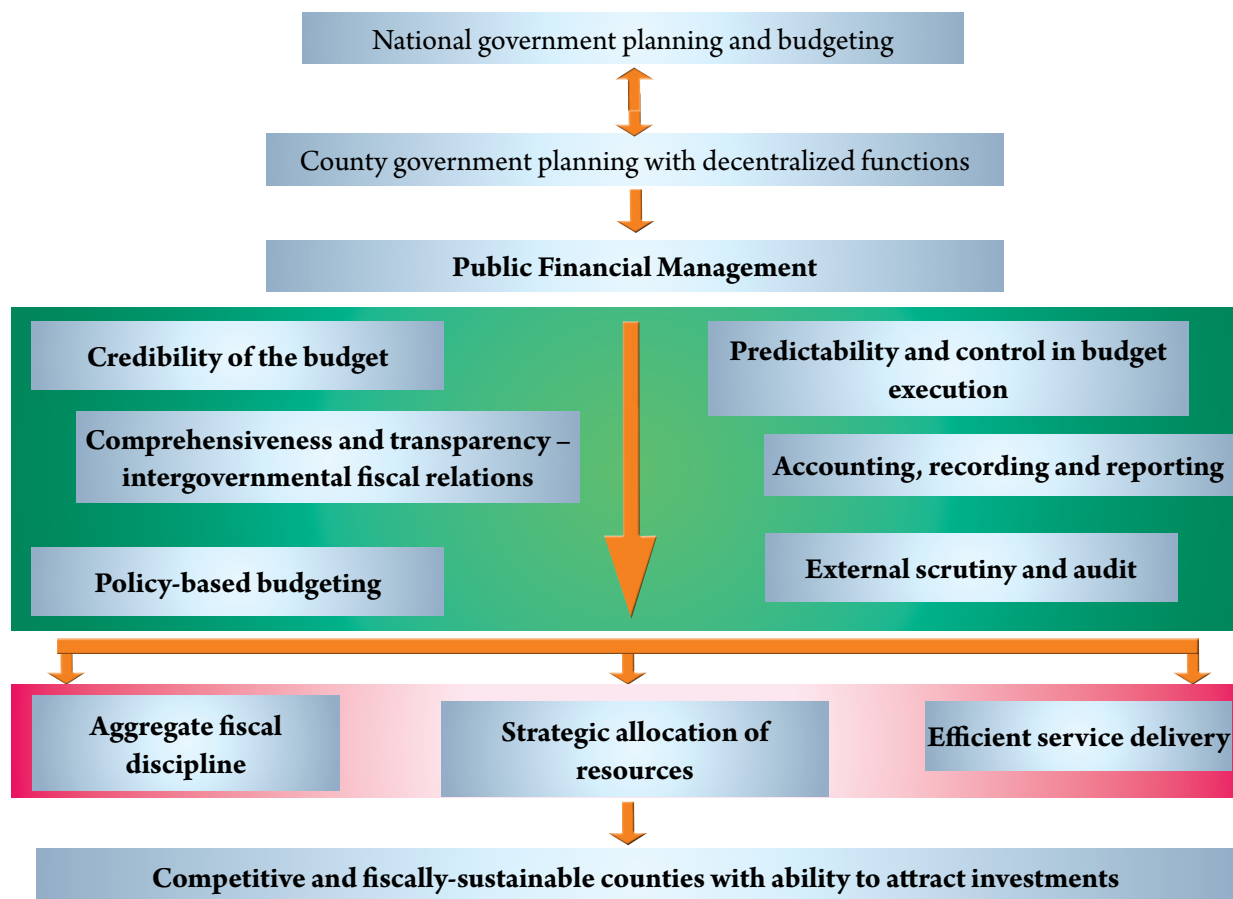 National government planning and budgeting
County government planning with decentralized functions
Public Financial Management
Credibility of the budget
Comprehensiveness and transparency –
intergovernmental fiscal relations
Policy-based budgeting
Predictability and control in budget
execution
Accounting, recording and reporting
External scrutiny and audit
Aggregate fiscal
discipline
Strategic allocation of
resources
Efficient service delivery
Competitive and fiscally-sustainable counties with ability to attract investments